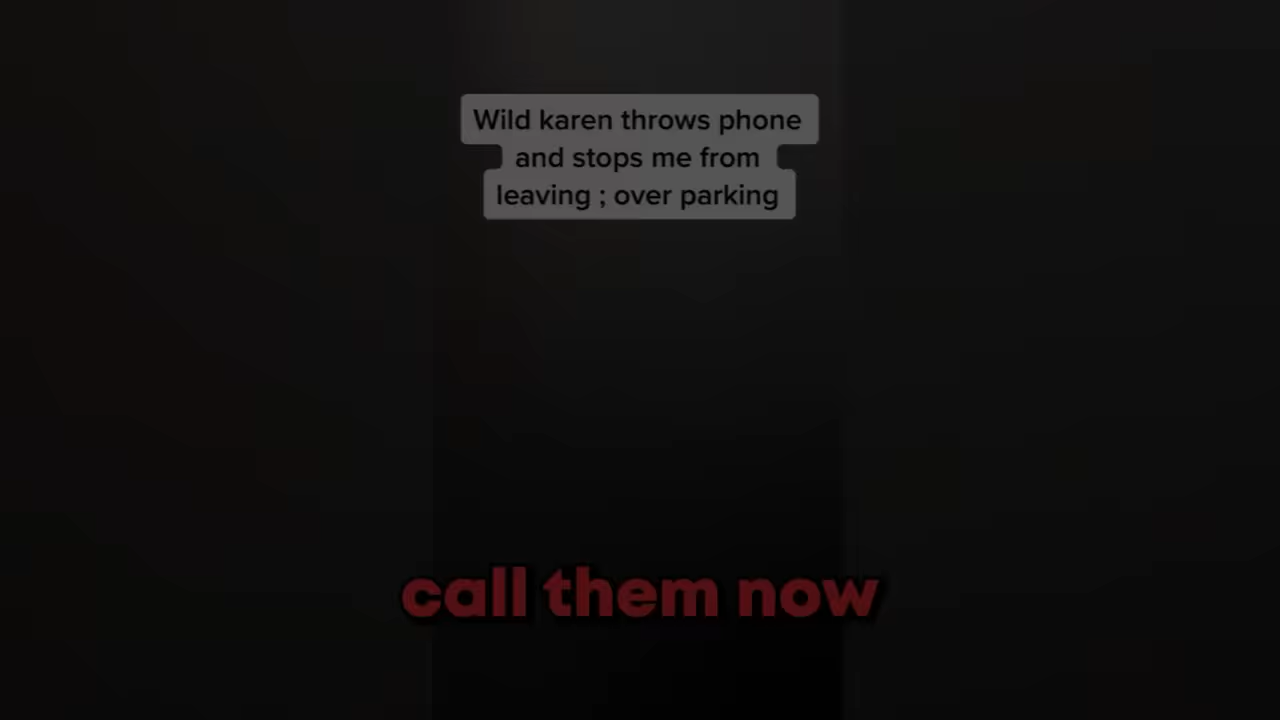 Wild karen throws phone
and stops me from
leaving ; over parking
call them now